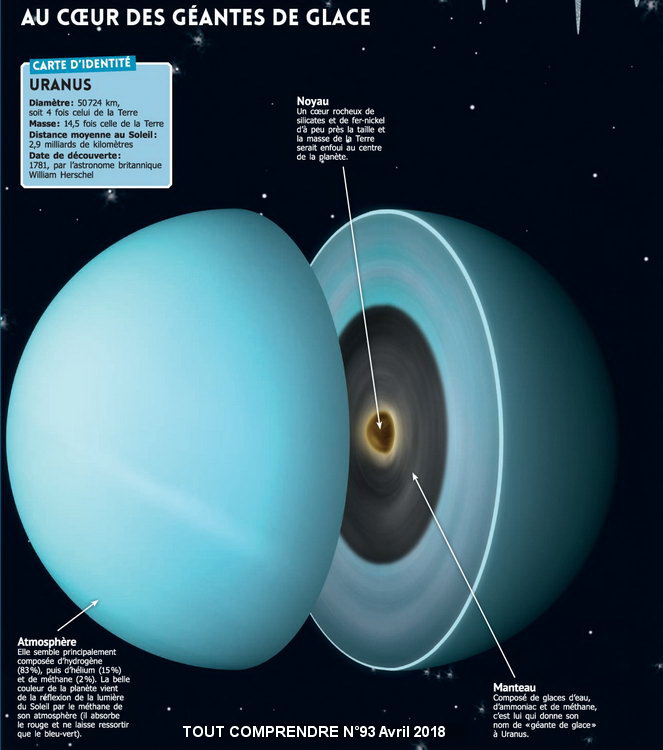 AU CŒUR DES GÉANTES DE GLACE
CARTE D'IDENTITÉ
URANUS
Diamètre : 50 724 km,
soit 4 fois celui de la Terre
Masse : 14,5 fois celle de la Terre
Distance moyenne au Soleil :
2,9 milliards de kilomètres
Date de découverte :
1781, par l'astronome britannique
William Herschel
Noyau
Un cœur rocheux de
silicates et de fer-nickel
d'à peu près la taille et
la masse de la Terre
serait enfoui au centre
de la planète.
Atmosphère
Elle semble principalement
composée d'hydrogène
(83 %), puis d'hélium (15 %)
et de méthane (2 %). La belle
couleur de la planète vient
de la réflexion de la lumière
du Soleil par le méthane de
son atmosphère (il absorbe
le rouge et ne laisse ressortir
que le bleu-vert).
Manteau
Composé de glaces d'eau,
d'ammoniac et de méthane,
c'est lui qui donne son
nom de « géante de glace »
à Uranus.
TOUT COMPRENDRE N°93 Avril 2018